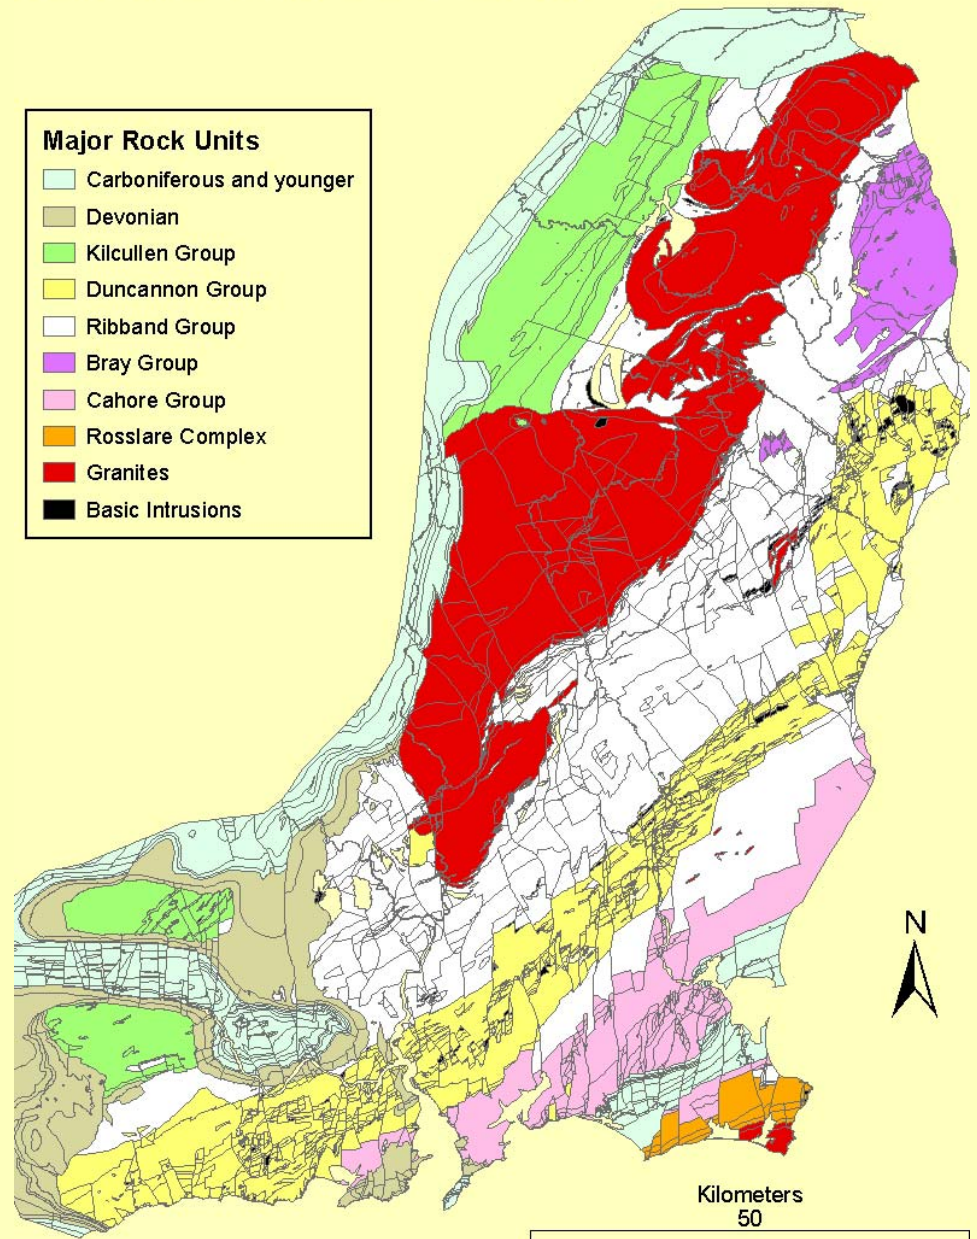 Major Rock Units
Carboniferous and younger
Devonian
Kilcullen Group
Duncannon Group
Ribband Group
Bray Group
Cahore Group
Rosslare Complex
Granites
Basic Intrusions
N
Kilometers
50